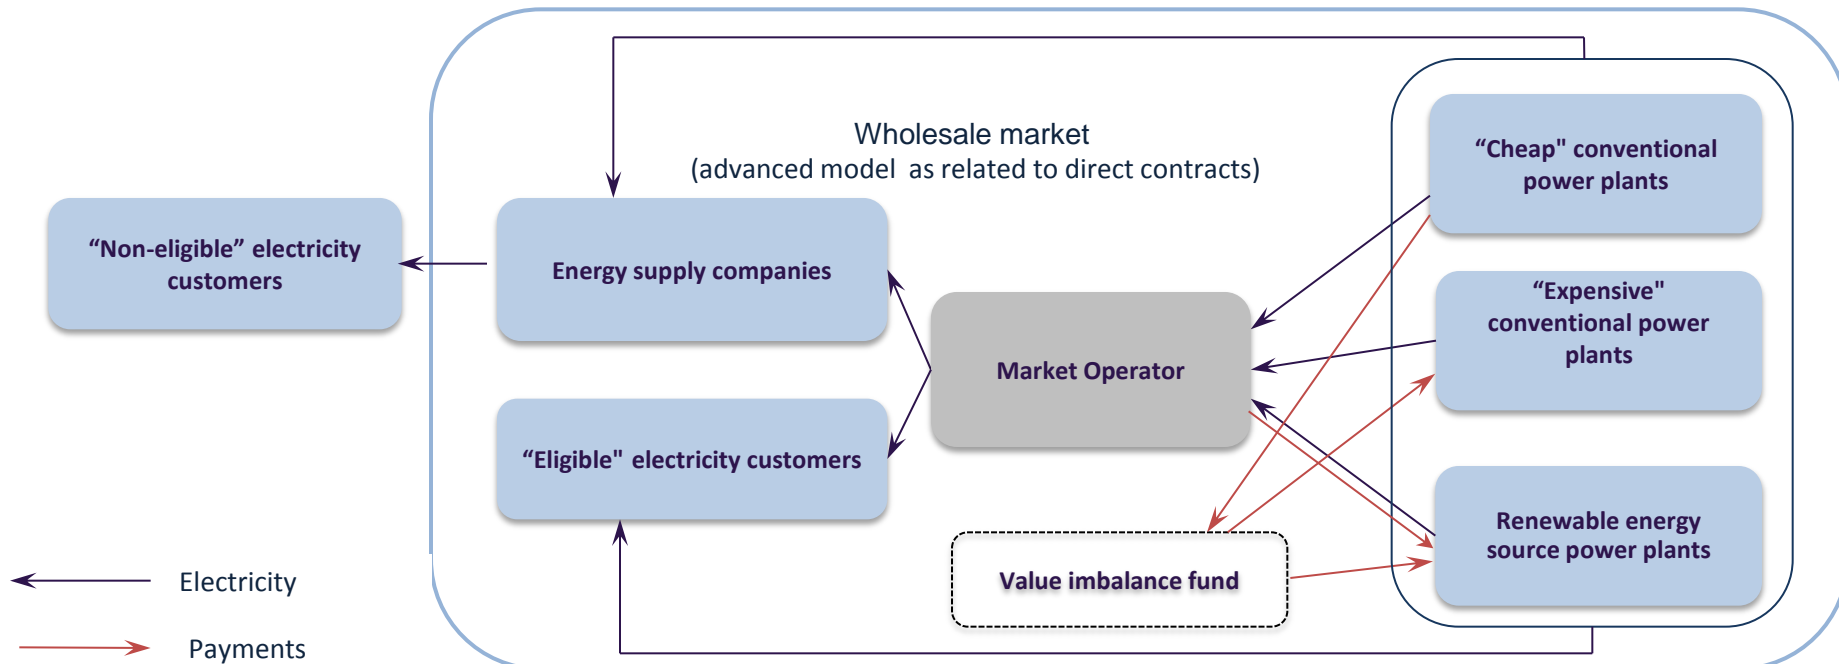 Wholesale market
(advanced model  as related to direct contracts)
“Cheap" conventional
power plants
“Non-eligible” electricity
customers
Energy supply companies
“Expensive"
conventional power
plants
Market Operator
“Eligible" electricity customers
Renewable energy
source power plants
Value imbalance fund
Electricity
Payments